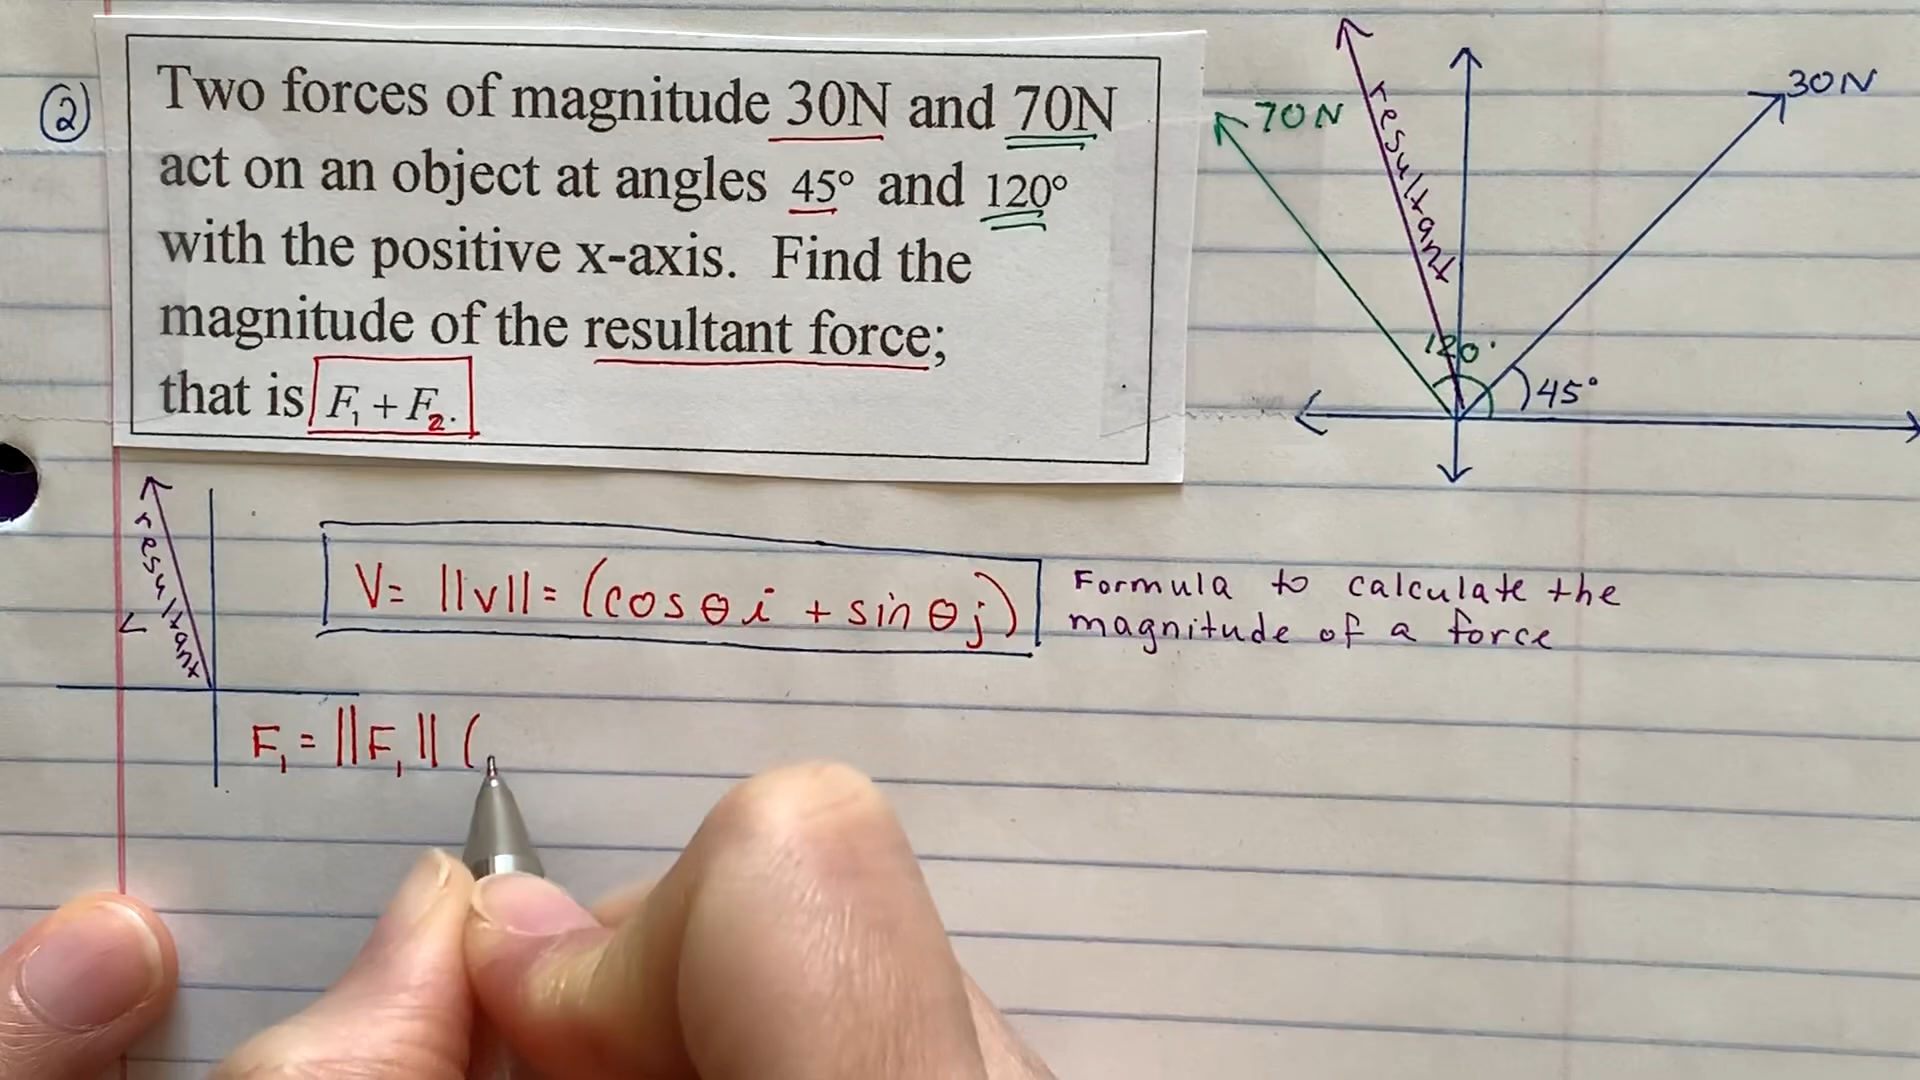 ②
Two forces of magnitude 30N and 70N
act on an object at angles 45° and 120°
with the positive x-axis. Find the
magnitude of the resultant force;
that is F₁ + F₂.
70N
resultant
30N
120°
45°
resultant
V= ||v|| = (cos θ i + sin θ j)
Formula to calculate the
magnitude of a force
F₁ = ||F₁|| (